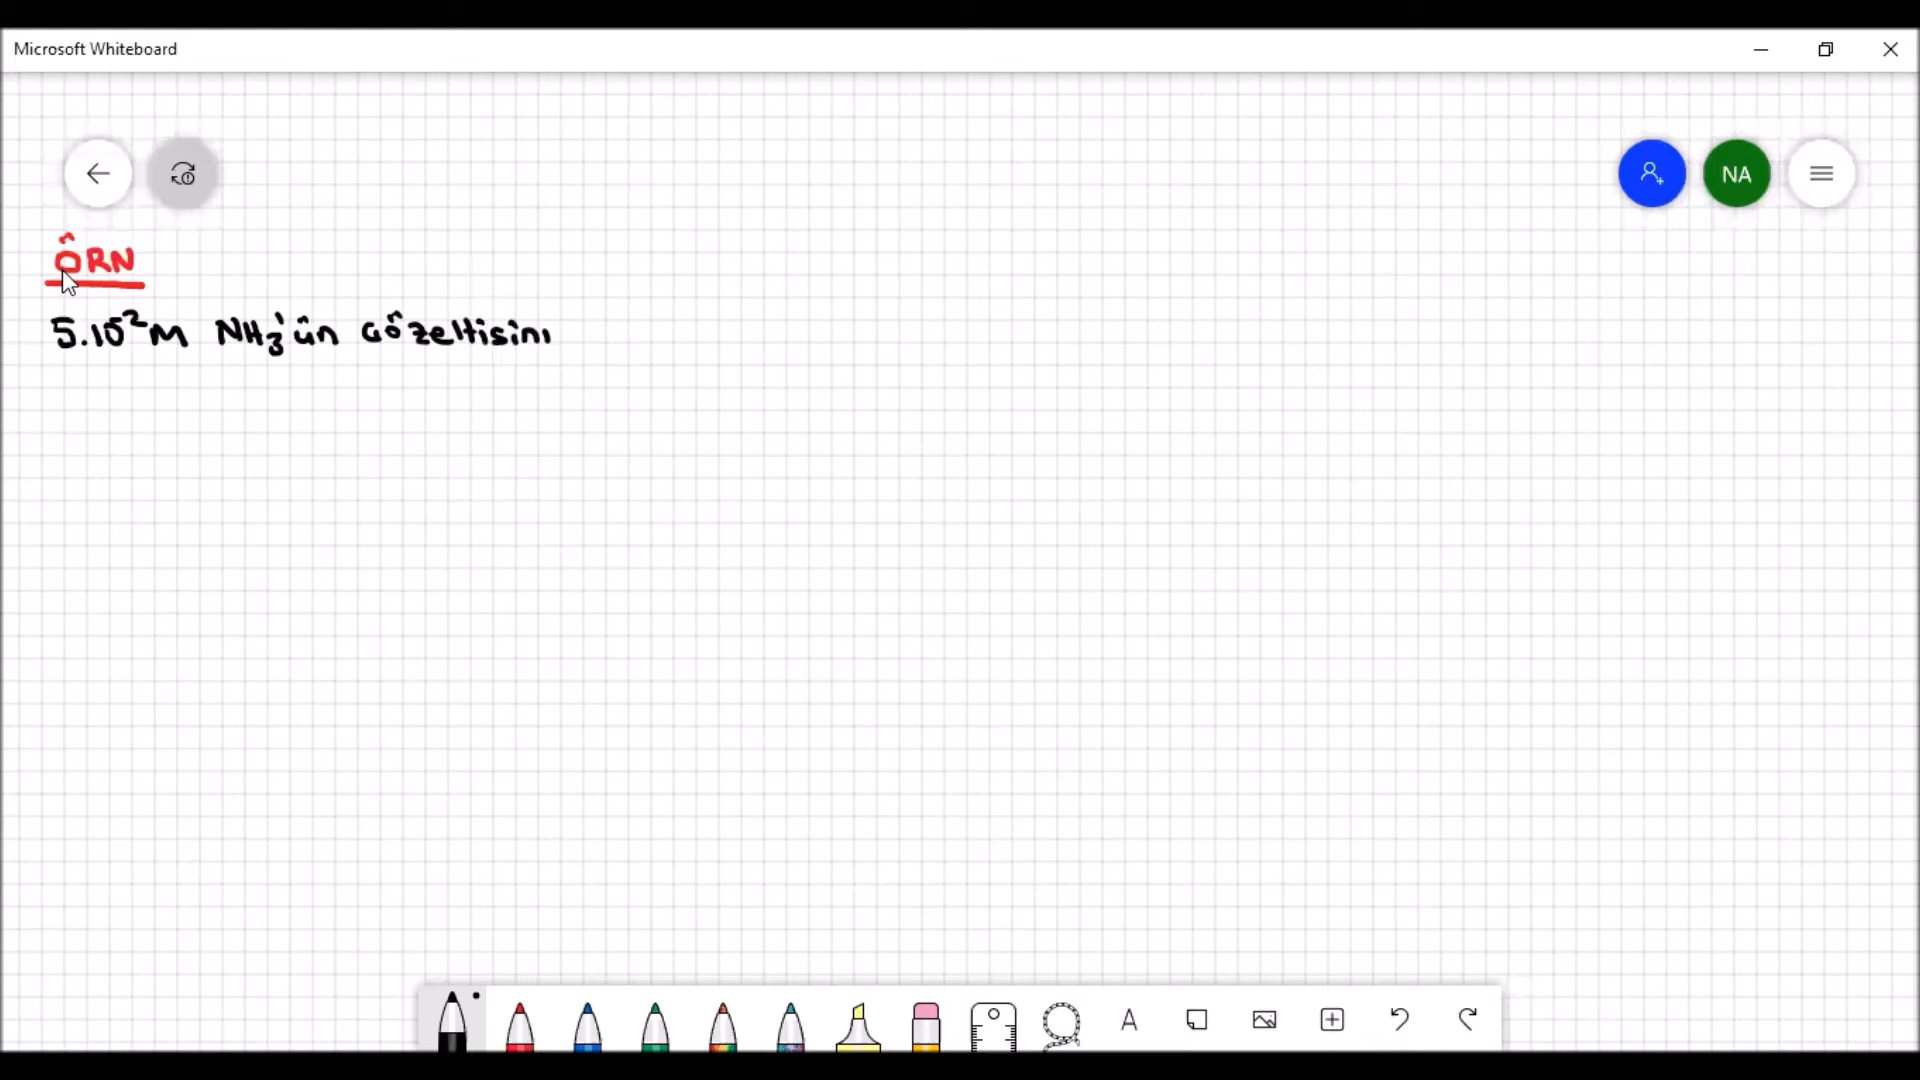 Microsoft Whiteboard
NA
ÖRN
5.10⁻²M NH₃'ün çözeltisini
A